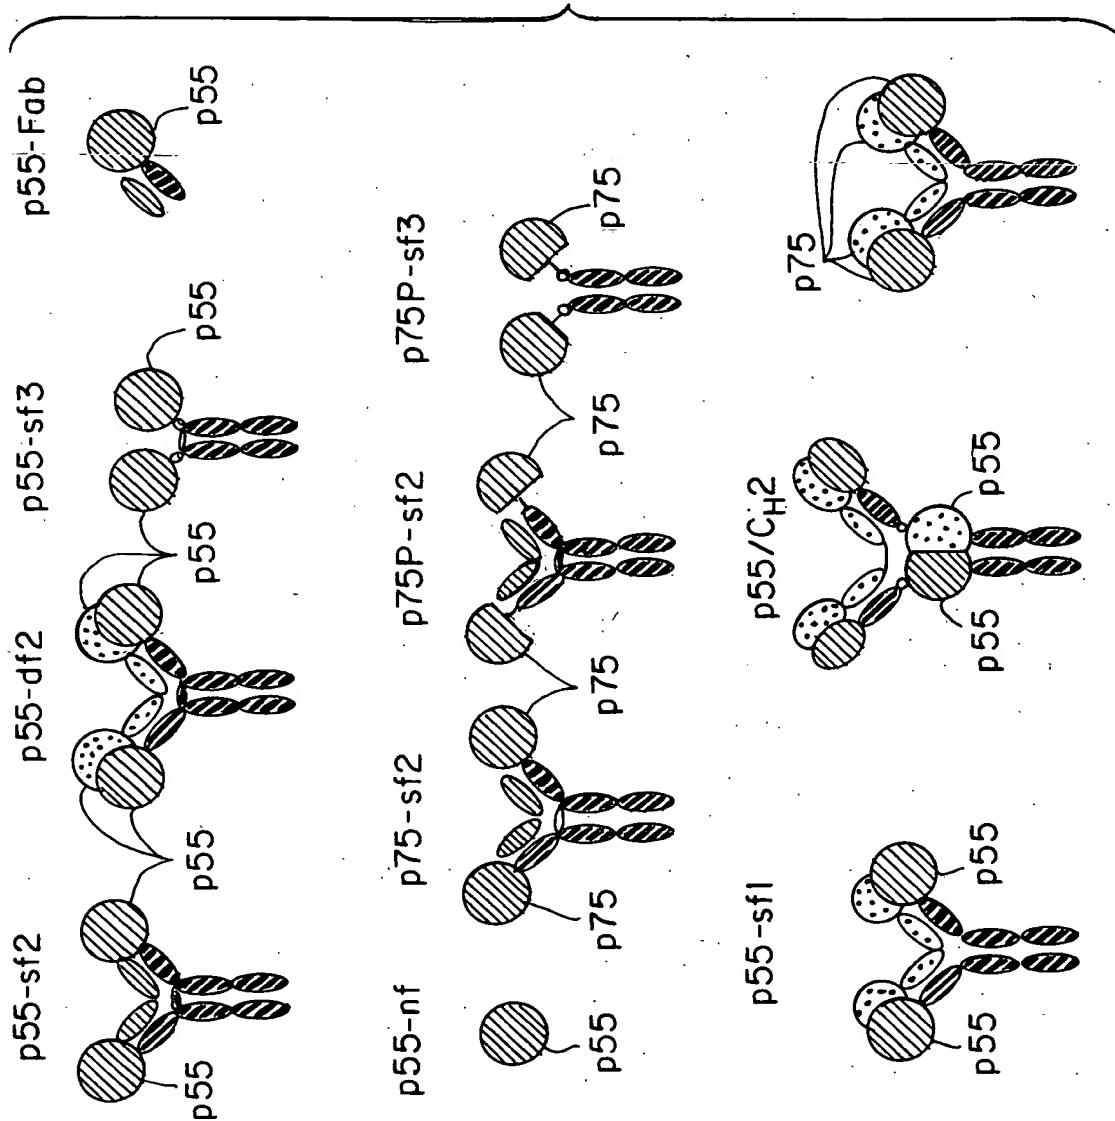 p55-sf2 p55-df2 p55-sf3 p55-Fab
p55 p55 p55 p55 p55
p55-nf p75-sf2 p75P-sf2 p75P-sf3
p55 p75 p75 p75 p75
p55-sf1 p55/CH2 p75
p55 p55 p55 p55